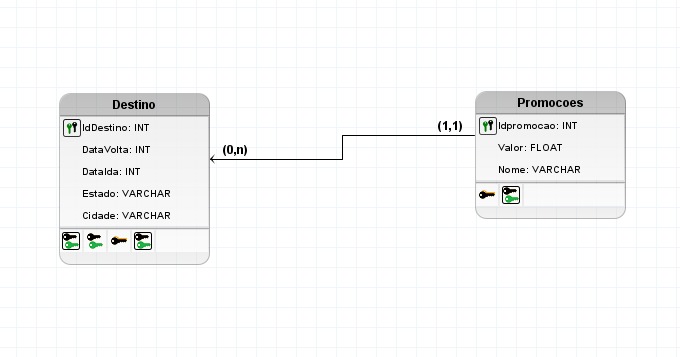 Destino
IdDestino: INT
DataVolta: INT
DataIda: INT
Estado: VARCHAR
Cidade: VARCHAR
(0,n)
(1,1)
Promocoes
Idpromocao: INT
Valor: FLOAT
Nome: VARCHAR